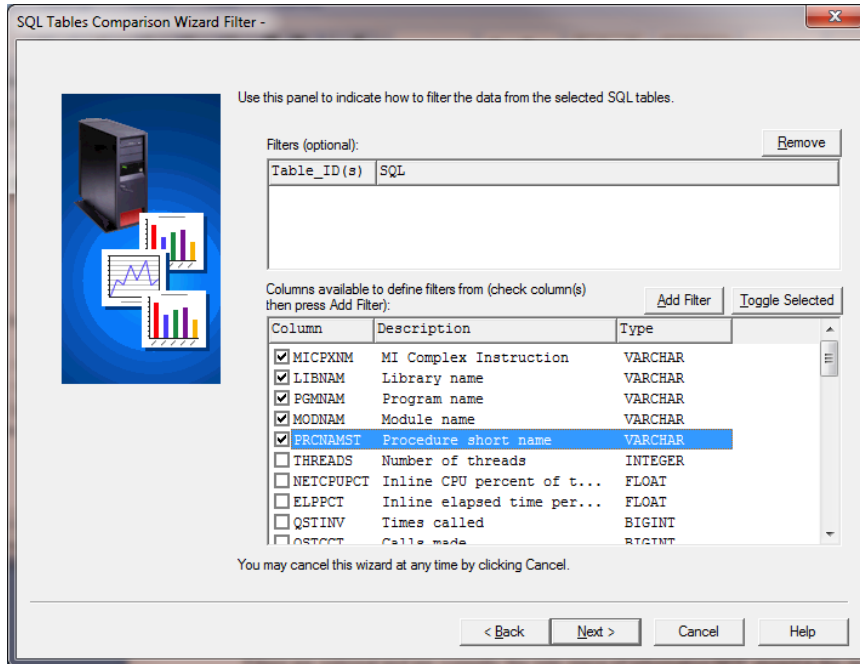 SQL Tables Comparison Wizard Filter -
Use this panel to indicate how to filter the data from the selected SQL tables.
Filters (optional):
Remove
Table_ID(s) SQL
Columns available to define filters from (check column(s)
then press Add Filter):
Add Filter
Toggle Selected
Column Description Type
MICPXNM MI Complex Instruction VARCHAR
LIBNAM Library name VARCHAR
PGMNAM Program name VARCHAR
MODNAM Module name VARCHAR
PRCNAMST Procedure short name VARCHAR
THREADS Number of threads INTEGER
NETCPUPCT Inline CPU percent of t... FLOAT
ELPPCT Inline elapsed time per... FLOAT
QSTINV Times called BIGINT
QSTCCT Calls made BIGINT
You may cancel this wizard at any time by clicking Cancel.
< Back
Next >
Cancel
Help